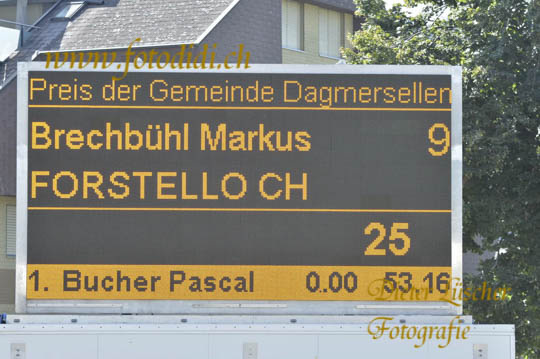 www.fotodidi.ch
Preis der Gemeinde Dagmersellen
Brechbühl Markus 9
FORSTELLO CH
25
1. Bucher Pascal 0.00 53.16
Dieter Lüscher
Fotografie